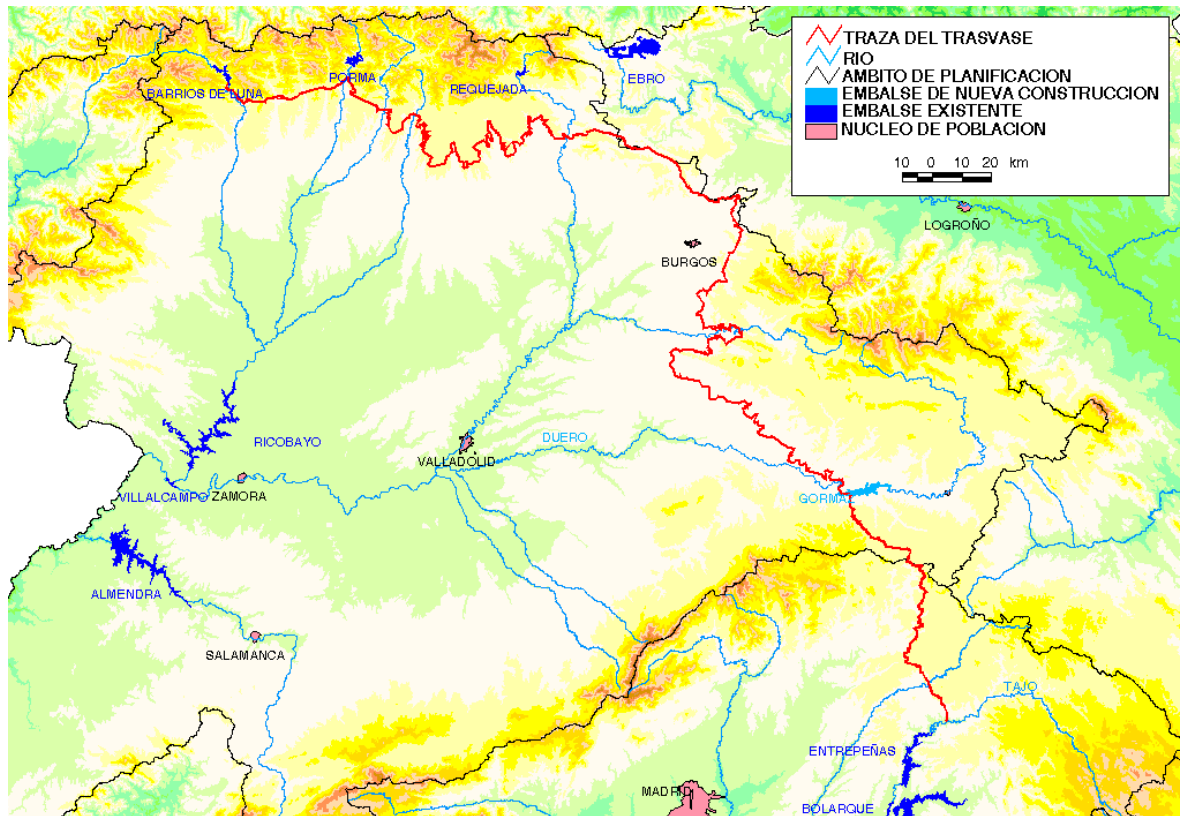 TRAZA DEL TRASVASE
RIO
AMBITO DE PLANIFICACION
EMBALSE DE NUEVA CONSTRUCCION
EMBALSE EXISTENTE
NUCLEO DE POBLACION
10 0 10 20 km
BARRIOS DE LUNA
PORMA
REQUEJADA
EBRO
LOGROÑO
BURGOS
RICOBAYO
VALLADOLID
DUERO
VILLALCAMPO
ZAMORA
GORMAZ
ALMENDRA
SALAMANCA
TAJO
ENTREPEÑAS
MADRID
BOLARQUE